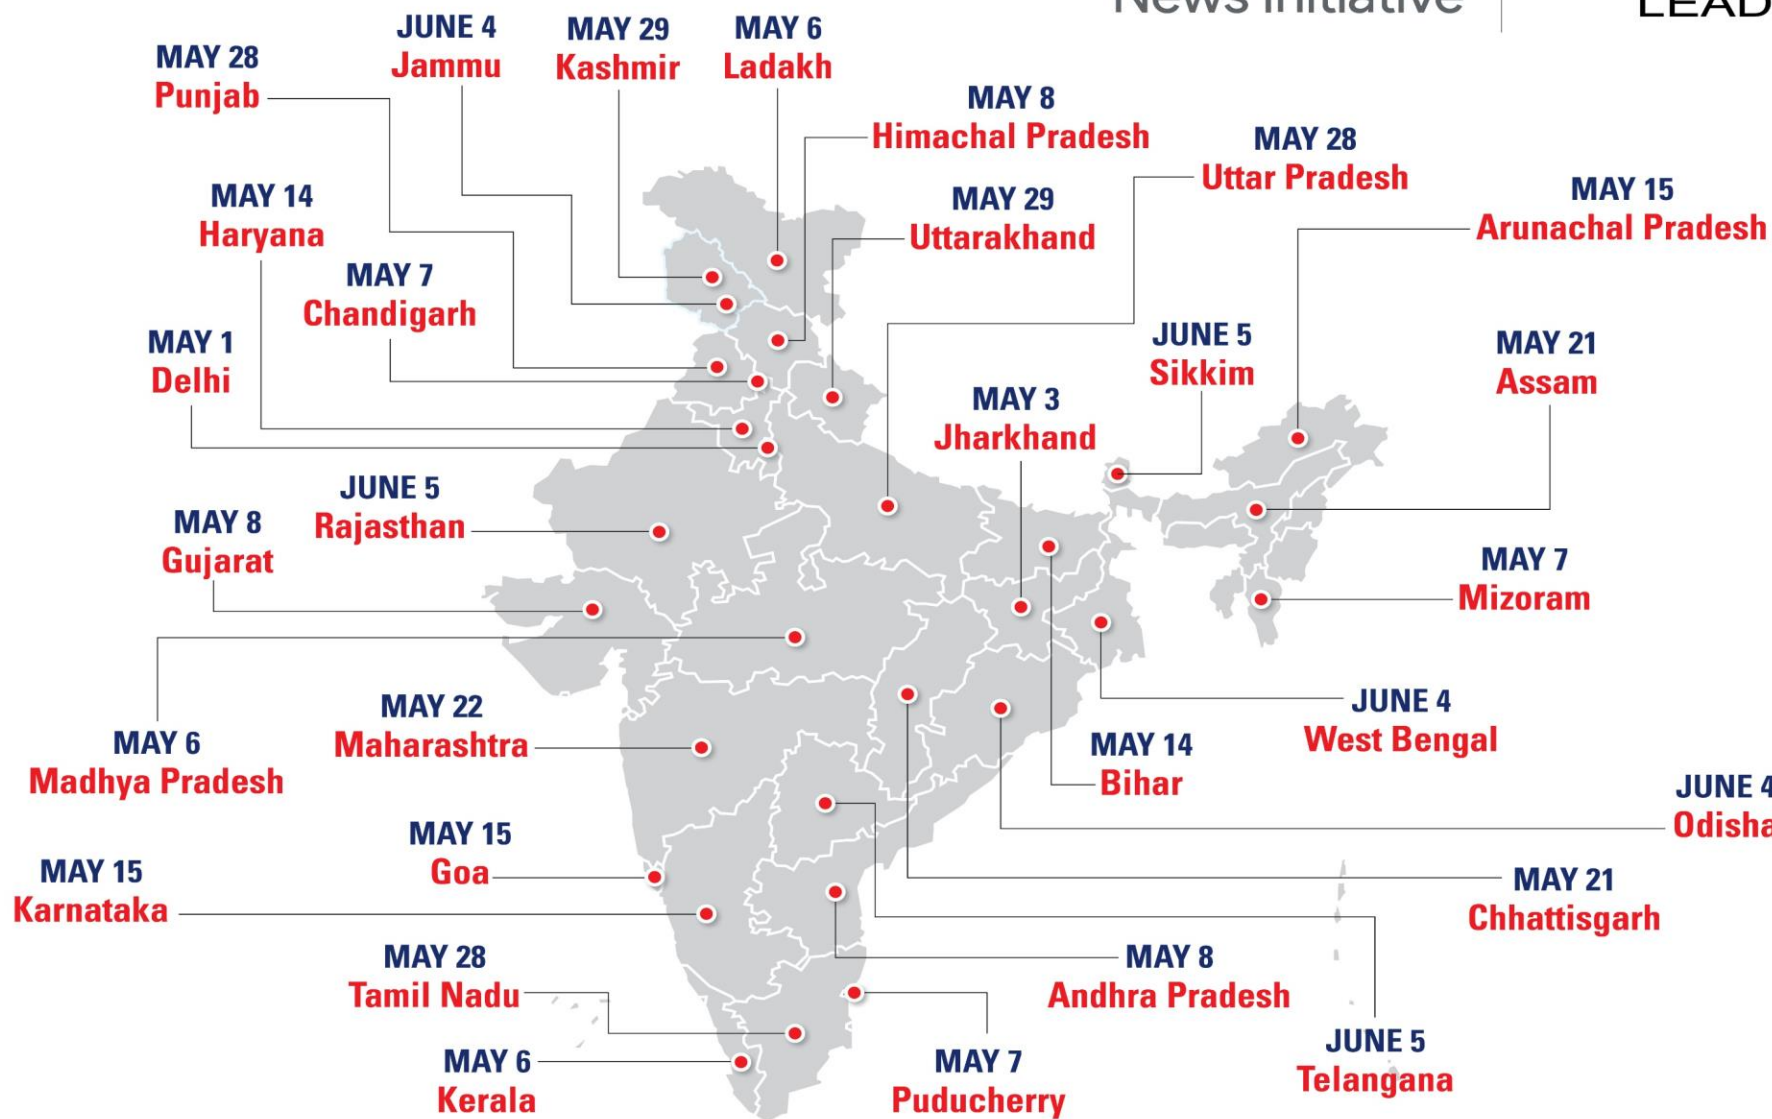 News Initiative
LEAD
JUNE 4
Jammu
MAY 29
Kashmir
MAY 6
Ladakh
MAY 28
Punjab
MAY 8
Himachal Pradesh
MAY 28
Uttar Pradesh
MAY 14
Haryana
MAY 29
Uttarakhand
MAY 15
Arunachal Pradesh
MAY 7
Chandigarh
MAY 1
Delhi
JUNE 5
Sikkim
MAY 21
Assam
MAY 3
Jharkhand
JUNE 5
Rajasthan
MAY 8
Gujarat
MAY 7
Mizoram
MAY 22
Maharashtra
JUNE 4
West Bengal
MAY 6
Madhya Pradesh
MAY 14
Bihar
JUNE 4
Odisha
MAY 15
Goa
MAY 15
Karnataka
MAY 21
Chhattisgarh
MAY 28
Tamil Nadu
MAY 8
Andhra Pradesh
JUNE 5
Telangana
MAY 6
Kerala
MAY 7
Puducherry